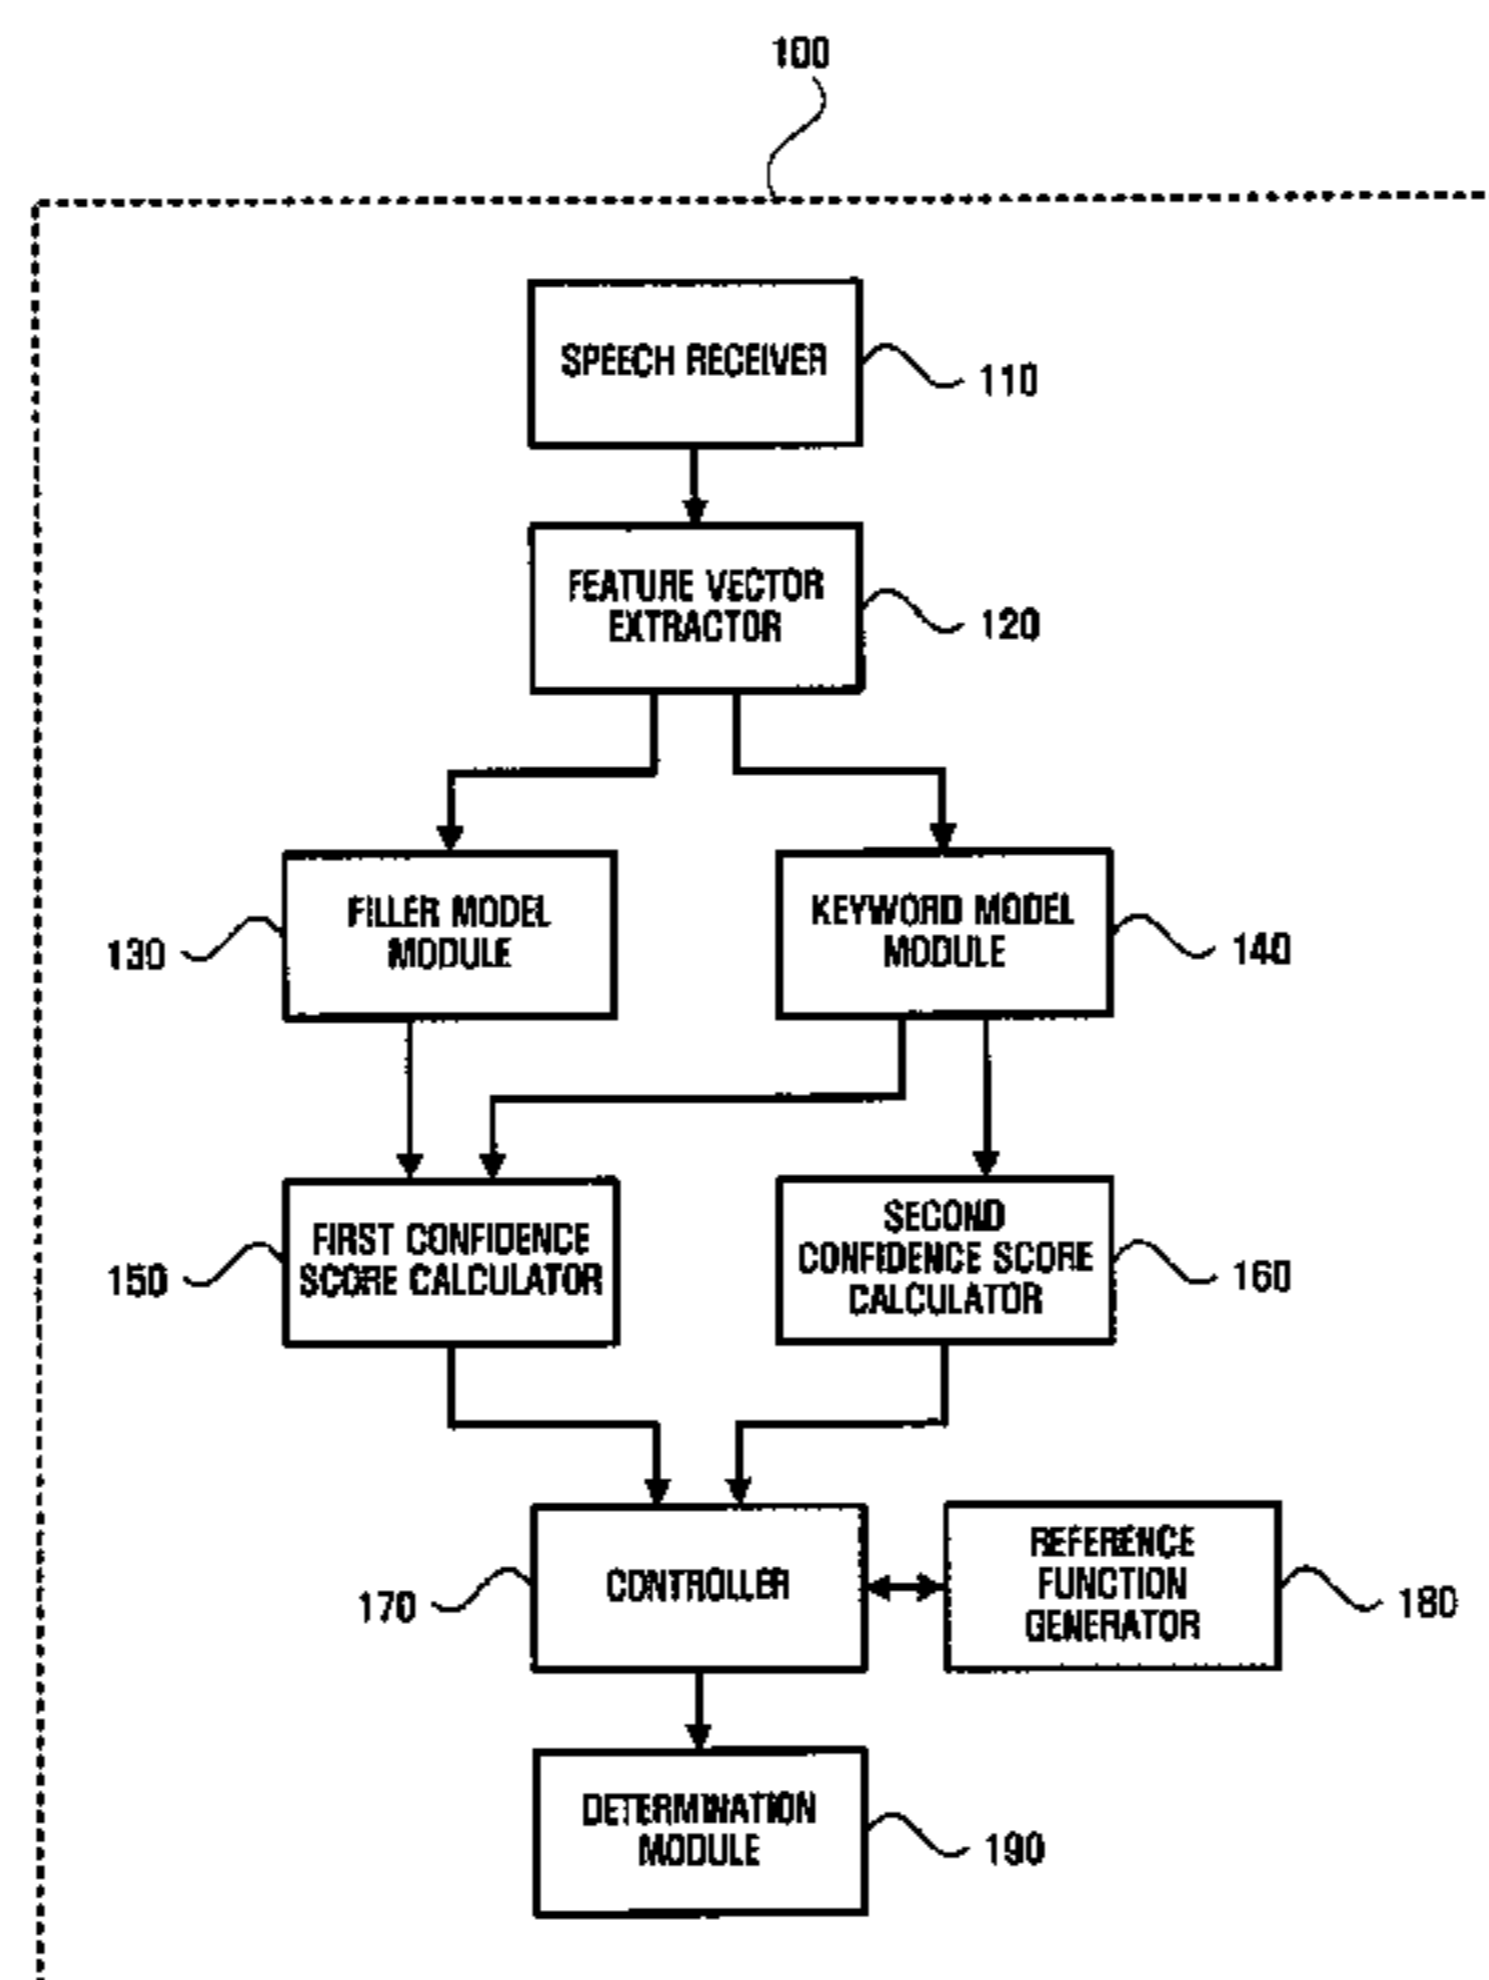 100
SPEECH RECEIVER
110
FEATURE VECTOR
EXTRACTOR
120
FILLER MODEL
MODULE
130
KEYWORD MODEL
MODULE
140
FIRST CONFIDENCE
SCORE CALCULATOR
150
SECOND
CONFIDENCE SCORE
CALCULATOR
160
CONTROLLER
170
REFERENCE
FUNCTION
GENERATOR
180
DETERMINATION
MODULE
190